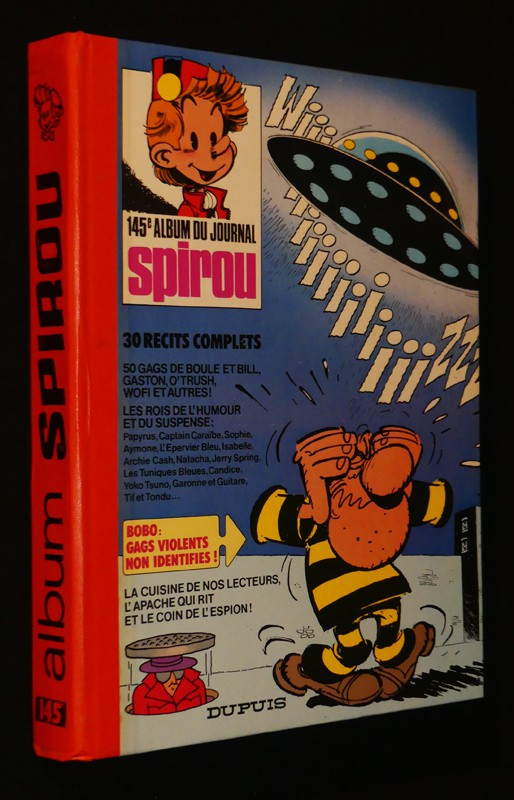 album SPIROU
145
145e ALBUM DU JOURNAL
spirou
Wiii
iiiiiiiiiiZZZ
30 RECITS COMPLETS
50 GAGS DE BOULE ET BILL,
GASTON, O'TRUSH,
WOFI ET AUTRES!
LES ROIS DE L'HUMOUR
ET DU SUSPENSE:
Papyrus, Captain Caraïbe, Sophie,
Aymone, L'Epervier Bleu, Isabelle,
Archie Cash, Natacha, Jerry Spring,
Les Tuniques Bleues, Candice,
Yoko Tsuno, Garonne et Guitare,
Tif et Tondu...
BOBO:
GAGS VIOLENTS
NON IDENTIFIES!
LA CUISINE DE NOS LECTEURS,
L'APACHE QUI RIT
ET LE COIN DE L'ESPION!
DUPUIS